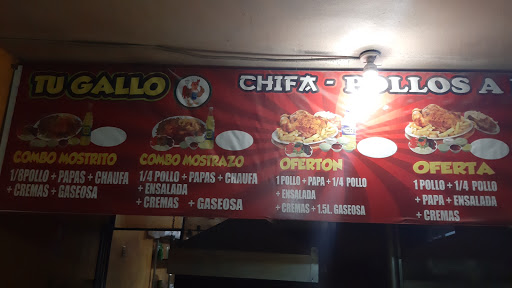 TU GALLO
CHIFA - POLLOS A
COMBO MOSTRITO
1/8POLLO + PAPAS + CHAUFA
+ CREMAS + GASEOSA
COMBO MOSTRAZO
1/4 POLLO + PAPAS + CHAUFA
+ ENSALADA
+ CREMAS + GASEOSA
OFERTON
1 POLLO + PAPA + 1/4 POLLO
+ ENSALADA
+ CREMAS + 1.5L. GASEOSA
OFERTA
1 POLLO + 1/4 POLLO
+ PAPA + ENSALADA
+ CREMAS